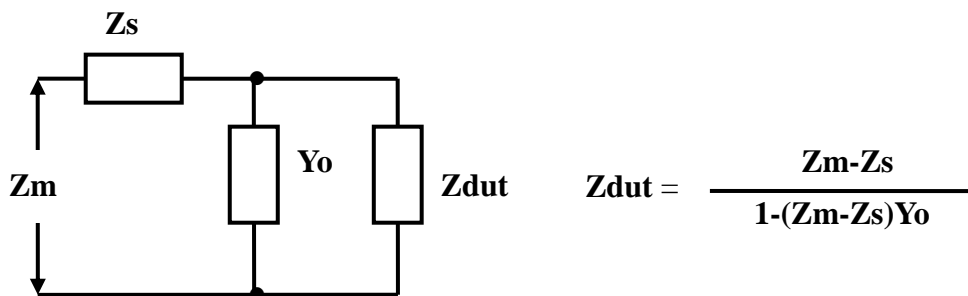 Zs
Yo
Zm
Zdut
Zdut = Zm-Zs
1-(Zm-Zs)Yo